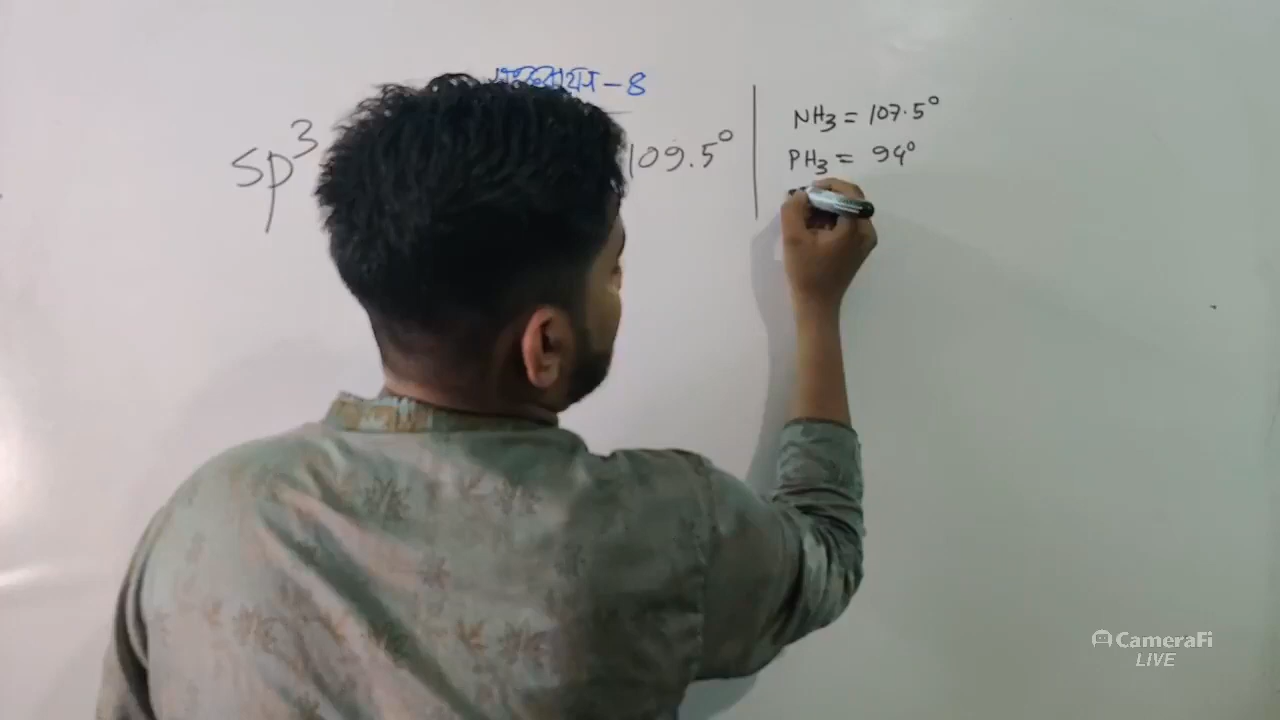 -8
sp³ 109.5°
NH₃ = 107.5°
PH₃ = 94°
CameraFi
LIVE